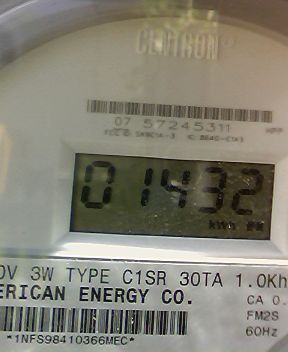 CENTRON®
07 57245311
01432
kWh
0V 3W TYPE C1SR 30TA 1.0Kh
ERICAN ENERGY CO.
CA 0.
FM2S
60Hz
*1NFS98410366MEC*